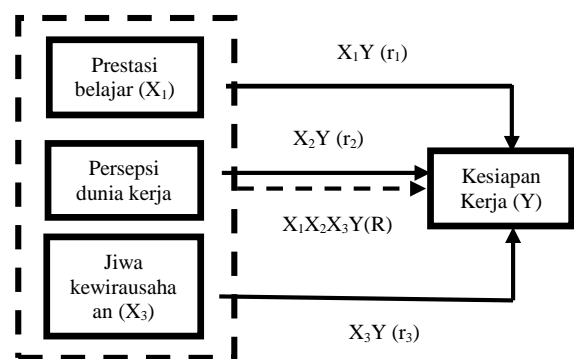 Prestasi
belajar (X₁)
X₁Y (r₁)
Persepsi
dunia kerja
X₂Y (r₂)
Kesiapan
Kerja (Y)
X₁X₂X₃Y(R)
Jiwa
kewirausaha
an (X₃)
X₃Y (r₃)